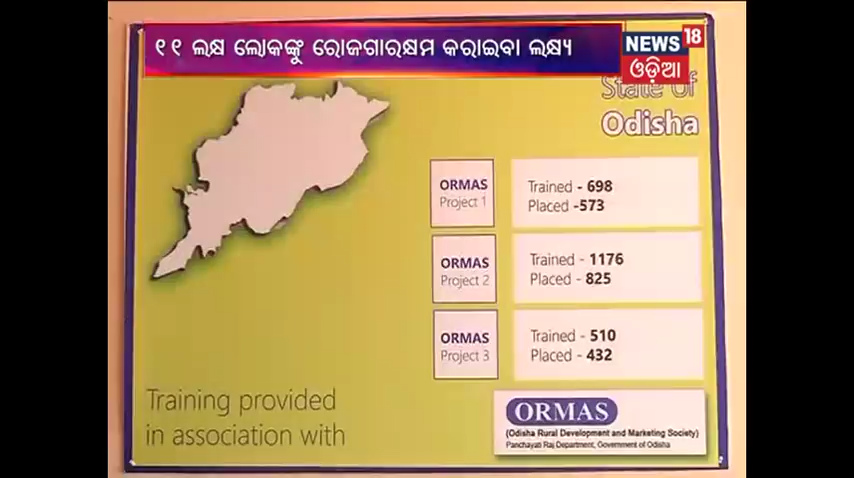 ୧୧ ଲକ୍ଷ ଲୋକଙ୍କୁ ରୋଜଗାରକ୍ଷମ କରାଇବା ଲକ୍ଷ୍ୟ
NEWS 18
ଓଡ଼ିଆ
State of
Odisha
ORMAS
Project 1
Trained - 698
Placed -573
ORMAS
Project 2
Trained - 1176
Placed - 825
ORMAS
Project 3
Trained - 510
Placed - 432
Training provided
in association with
ORMAS
(Odisha Rural Development and Marketing Society)
Panchayati Raj Department, Government of Odisha